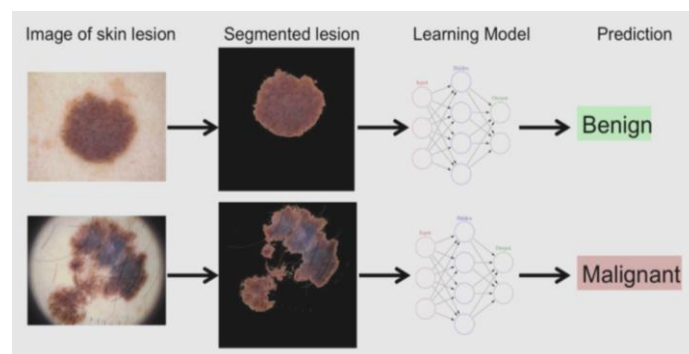 Image of skin lesion
Segmented lesion
Learning Model
Prediction
Benign
Malignant